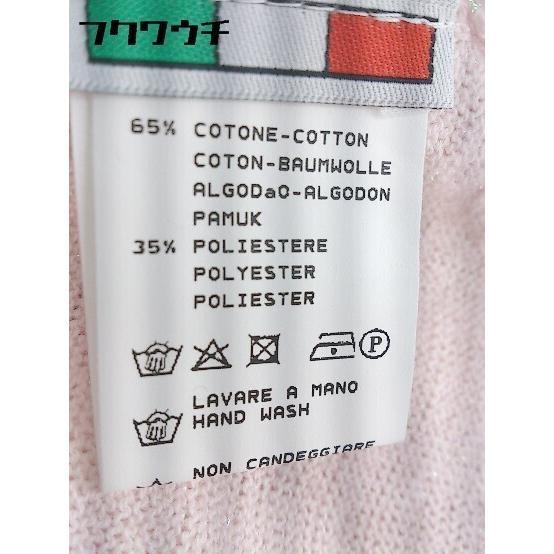 フクワウチ
65% COTONE-COTTON
COTON-BAUMWOLLE
ALGODaO-ALGODON
PAMUK
35% POLIESTERE
POLYESTER
POLIESTER
P
LAVARE A MANO
HAND WASH
NON CANDEGGIARE